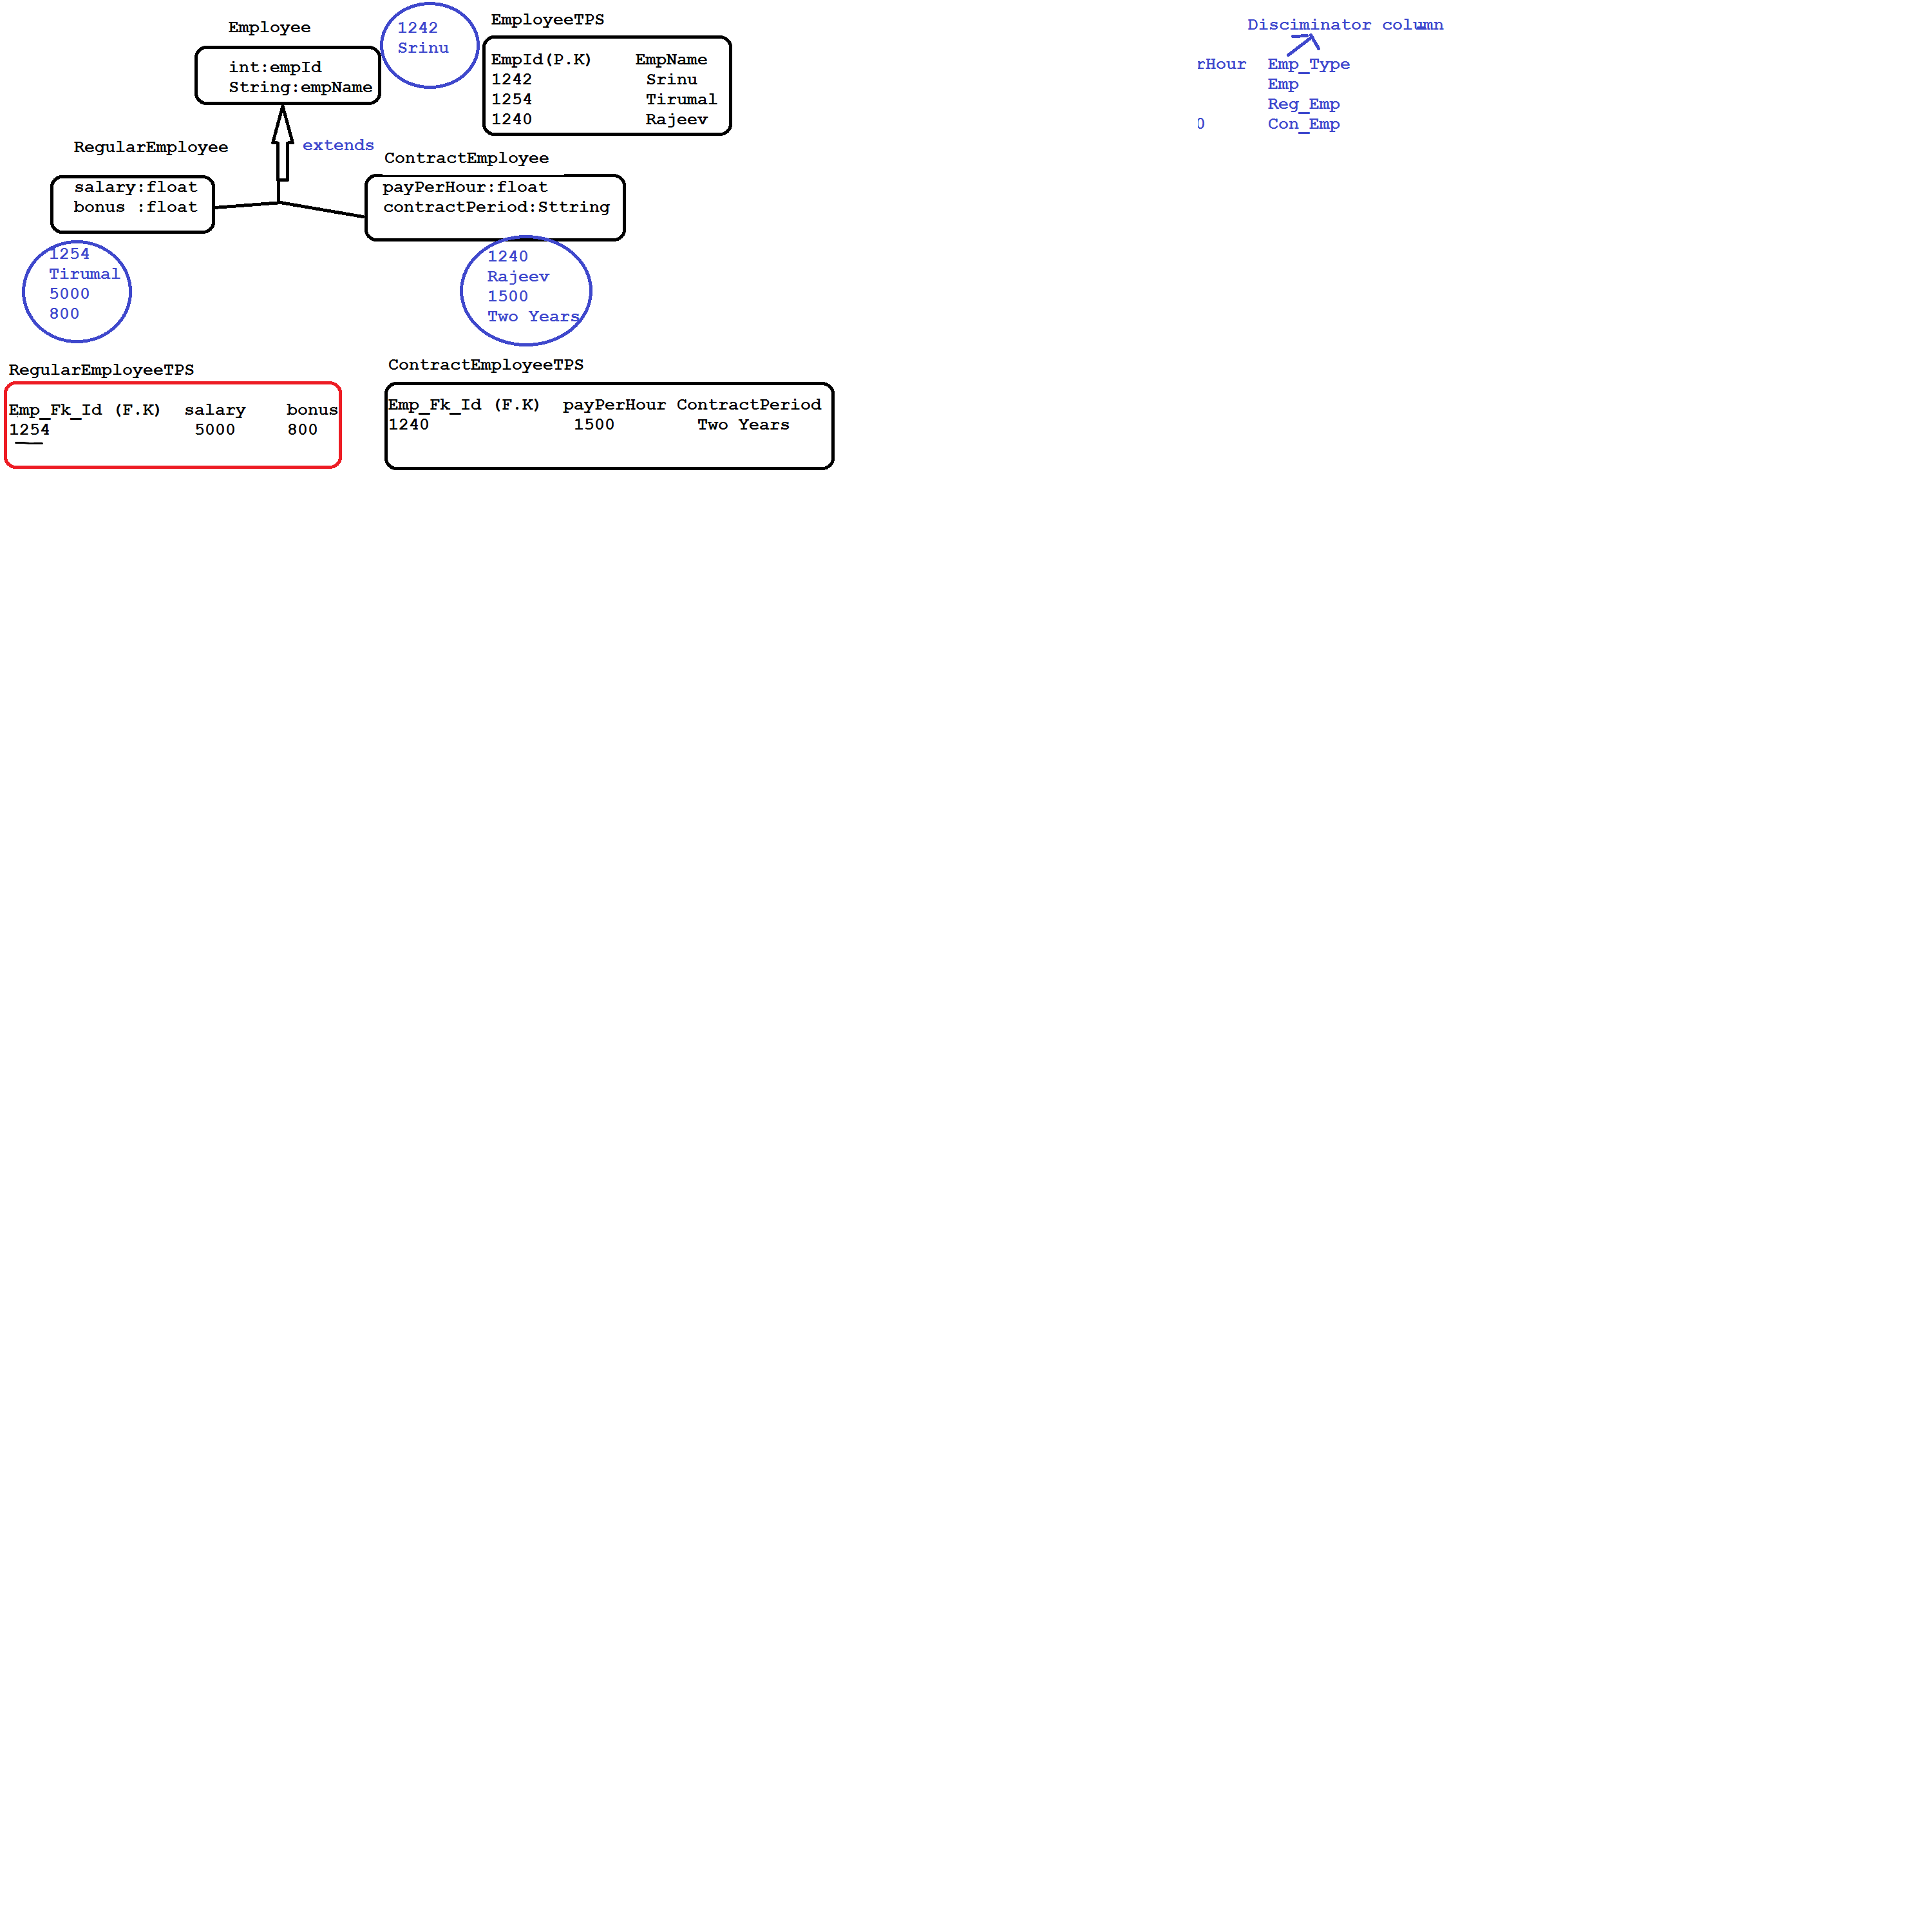 Employee
int:empId
String:empName
1242
Srinu
EmployeeTPS
EmpId(P.K) EmpName
1242 Srinu
1254 Tirumal
1240 Rajeev
Disciminator column
rHour Emp_Type
Emp
Reg_Emp
0 Con_Emp
extends
RegularEmployee
salary:float
bonus :float
ContractEmployee
payPerHour:float
contractPeriod:Sttring
1254
Tirumal
5000
800
1240
Rajeev
1500
Two Years
RegularEmployeeTPS
Emp_Fk_Id (F.K) salary bonus
1254 5000 800
ContractEmployeeTPS
Emp_Fk_Id (F.K) payPerHour ContractPeriod
1240 1500 Two Years